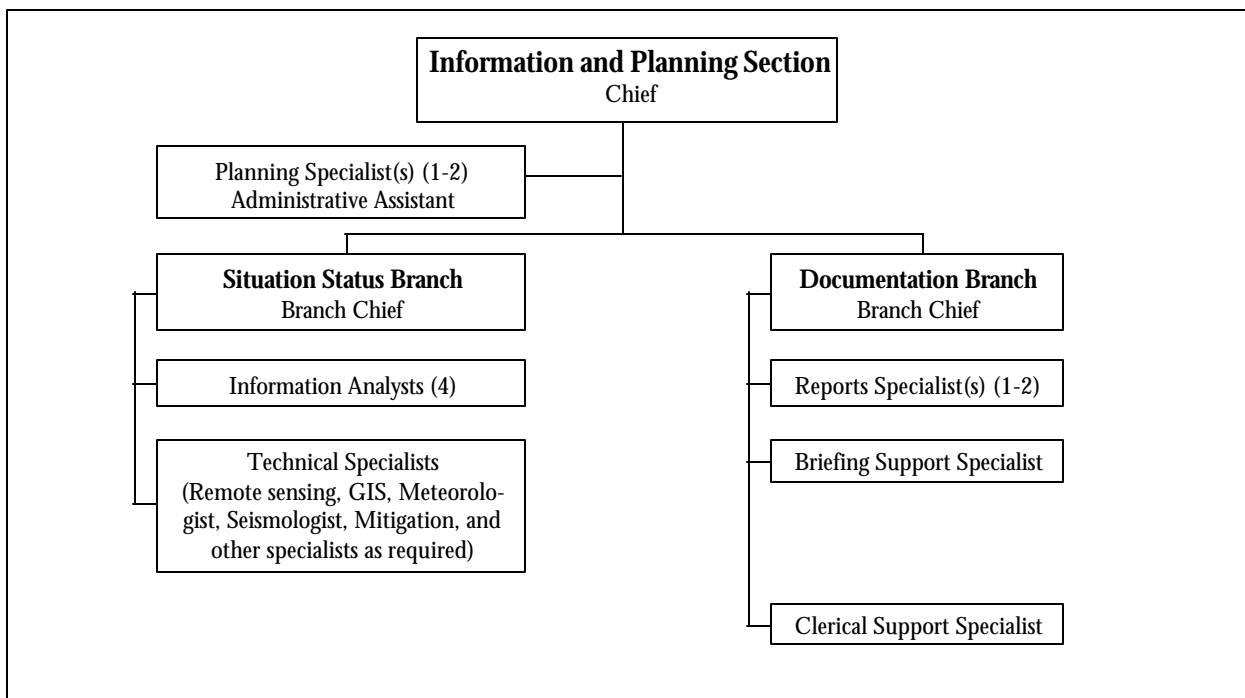 Information and Planning Section
Chief
Planning Specialist(s) (1-2)
Administrative Assistant
Situation Status Branch
Branch Chief
Information Analysts (4)
Technical Specialists
(Remote sensing, GIS, Meteorolo-
gist, Seismologist, Mitigation, and
other specialists as required)
Documentation Branch
Branch Chief
Reports Specialist(s) (1-2)
Briefing Support Specialist
Clerical Support Specialist